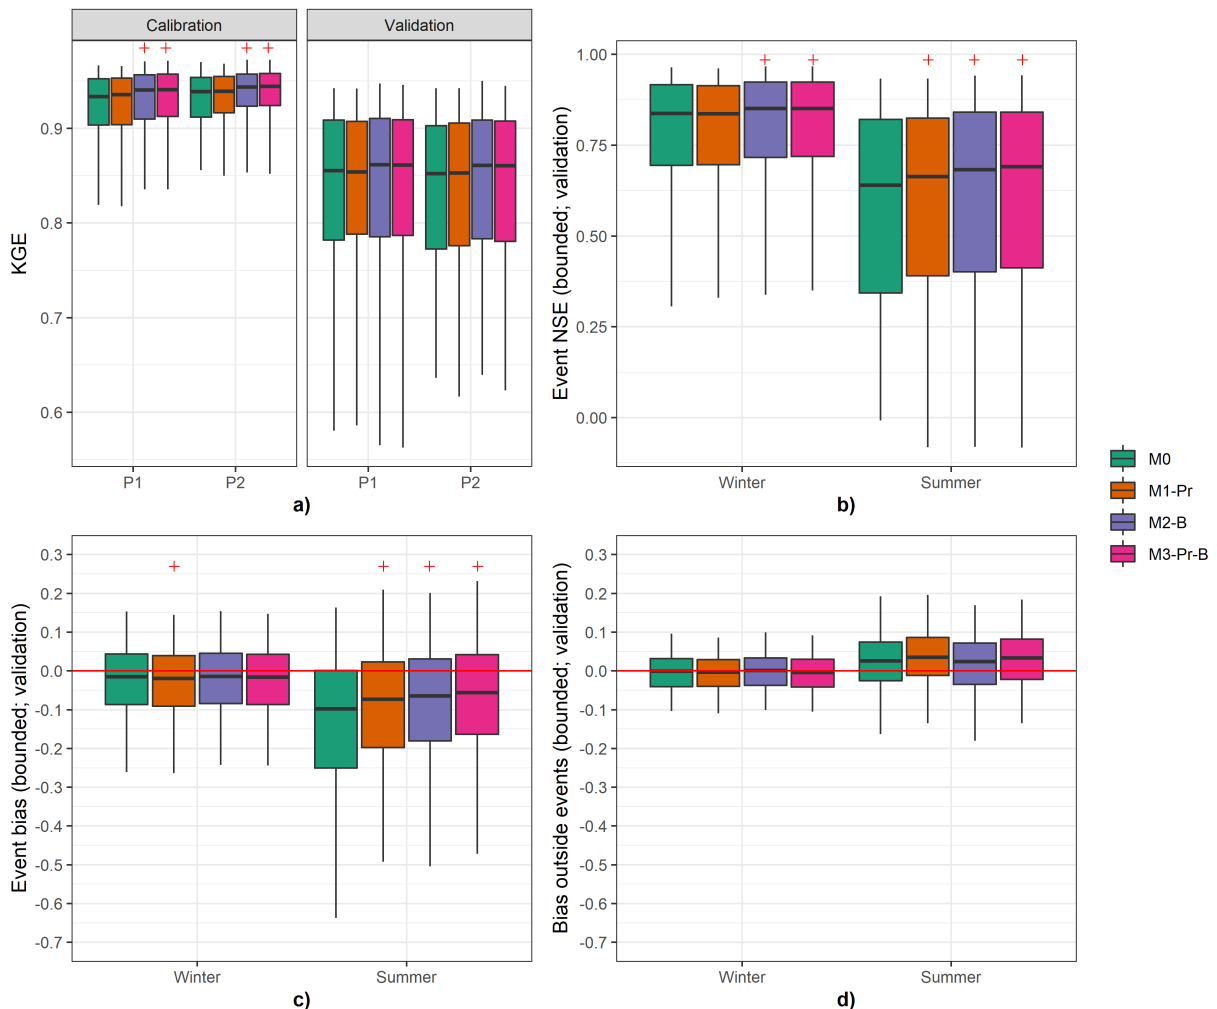 Calibration
Validation
KGE
0.9
0.8
0.7
0.6
P1
P2
P1
P2
a)
Event NSE (bounded; validation)
1.00
0.75
0.50
0.25
0.00
Winter
Summer
b)
M0
M1-Pr
M2-B
M3-Pr-B
Event bias (bounded; validation)
0.3
0.2
0.1
0.0
-0.1
-0.2
-0.3
-0.4
-0.5
-0.6
-0.7
Winter
Summer
c)
Bias outside events (bounded; validation)
0.3
0.2
0.1
0.0
-0.1
-0.2
-0.3
-0.4
-0.5
-0.6
-0.7
Winter
Summer
d)